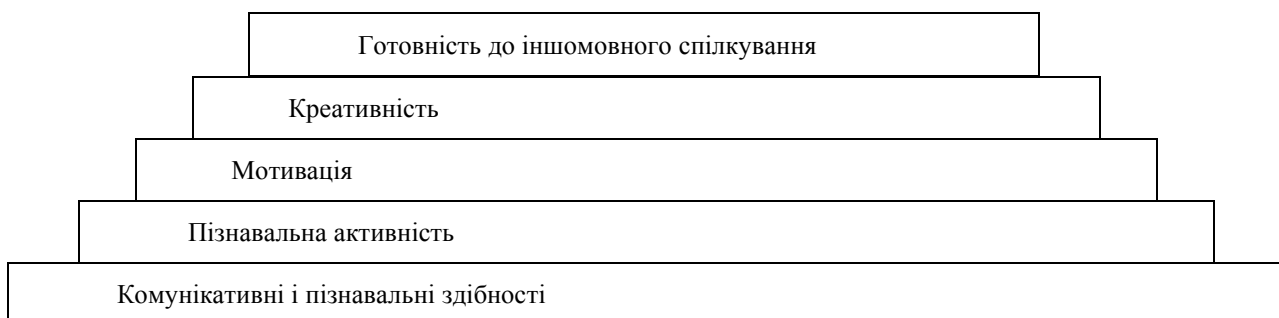 Готовність до іншомовного спілкування
Креативність
Мотивація
Пізнавальна активність
Комунікативні і пізнавальні здібності